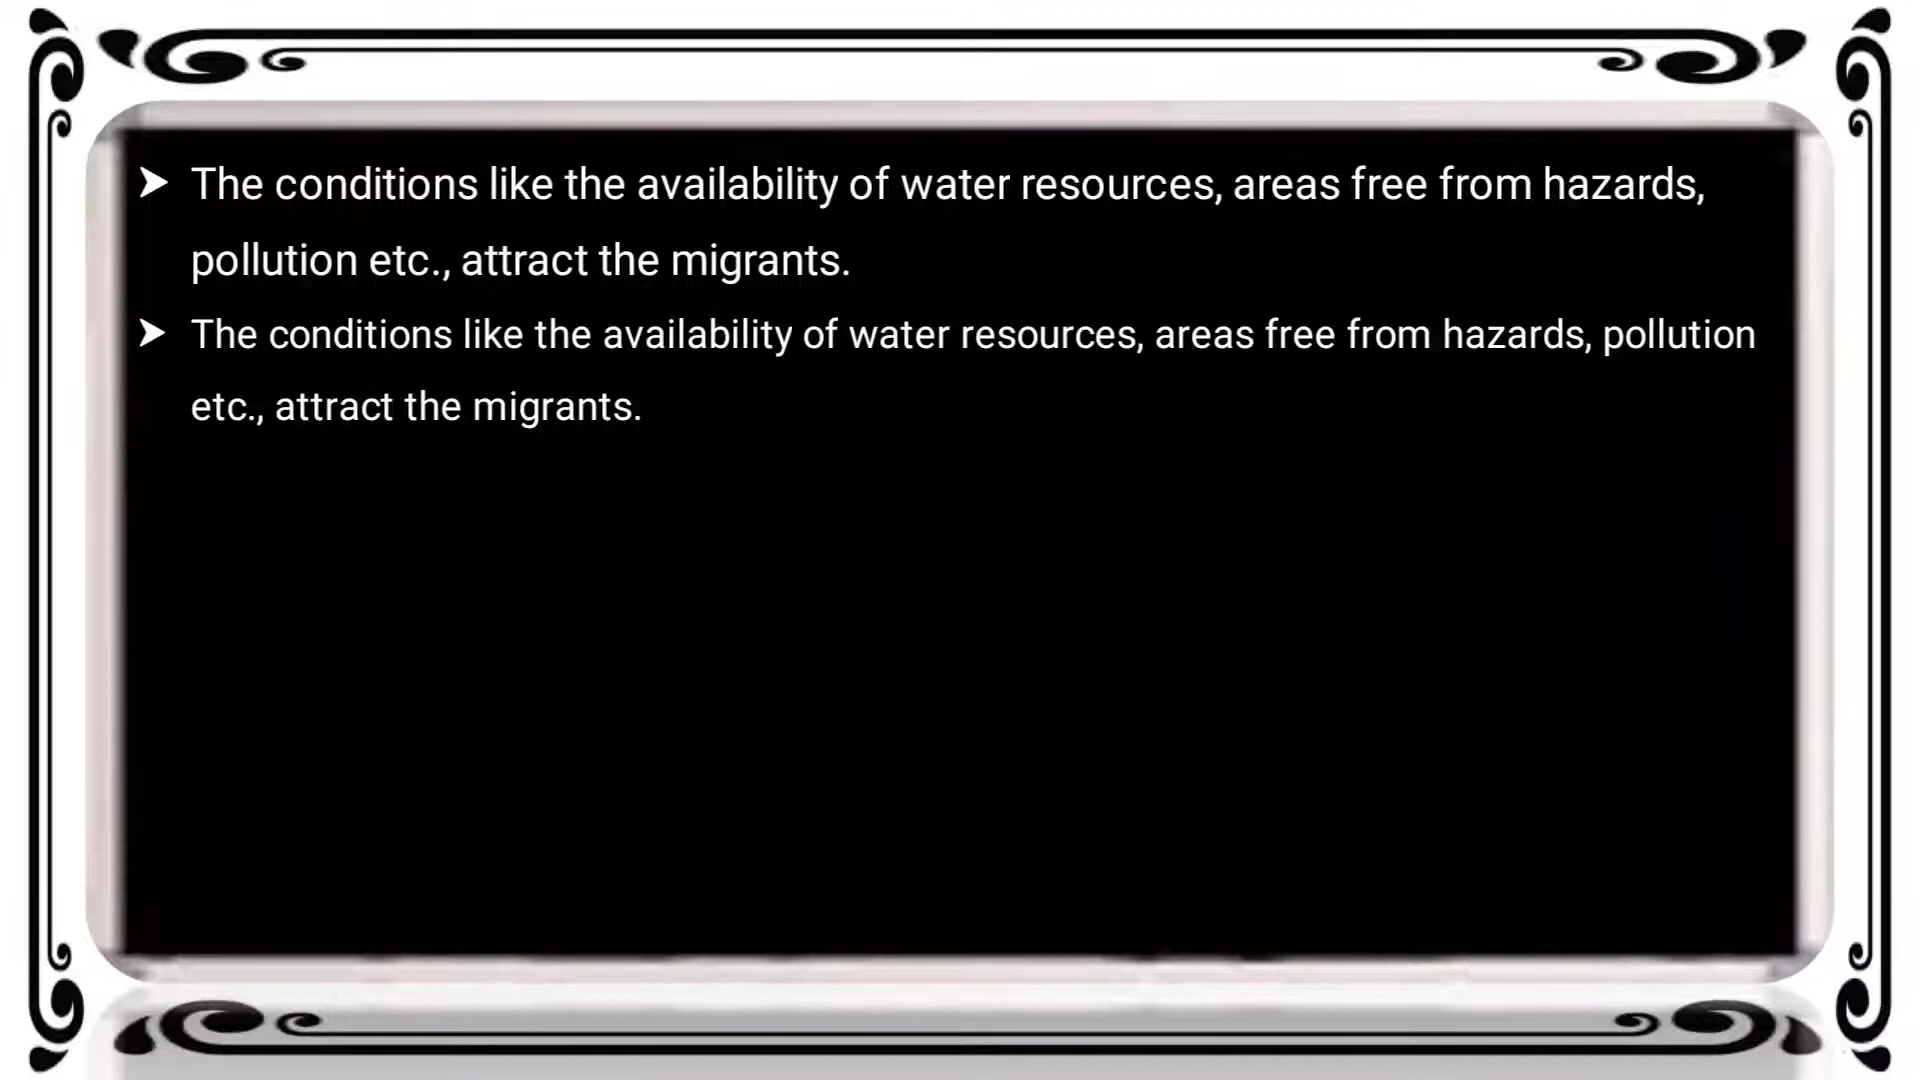 ➤ The conditions like the availability of water resources, areas free from hazards,
pollution etc., attract the migrants.
➤ The conditions like the availability of water resources, areas free from hazards, pollution
etc., attract the migrants.